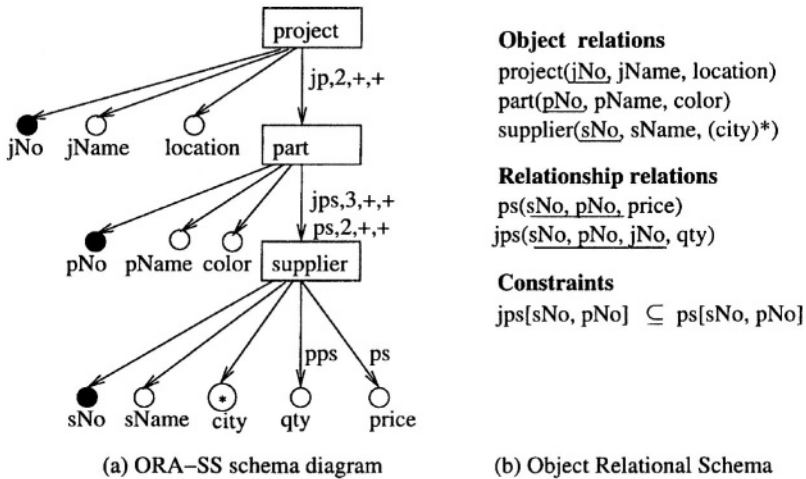 project
jp,2,+,+
jNo
jName
location
part
jps,3,+,+
ps,2,+,+
pNo
pName
color
supplier
pps
ps
sNo
sName
*
city
qty
price
(a) ORA–SS schema diagram
Object relations
project(jNo, jName, location)
part(pNo, pName, color)
supplier(sNo, sName, (city)*)
Relationship relations
ps(sNo, pNo, price)
jps(sNo, pNo, jNo, qty)
Constraints
jps[sNo, pNo] ⊆ ps[sNo, pNo]
(b) Object Relational Schema